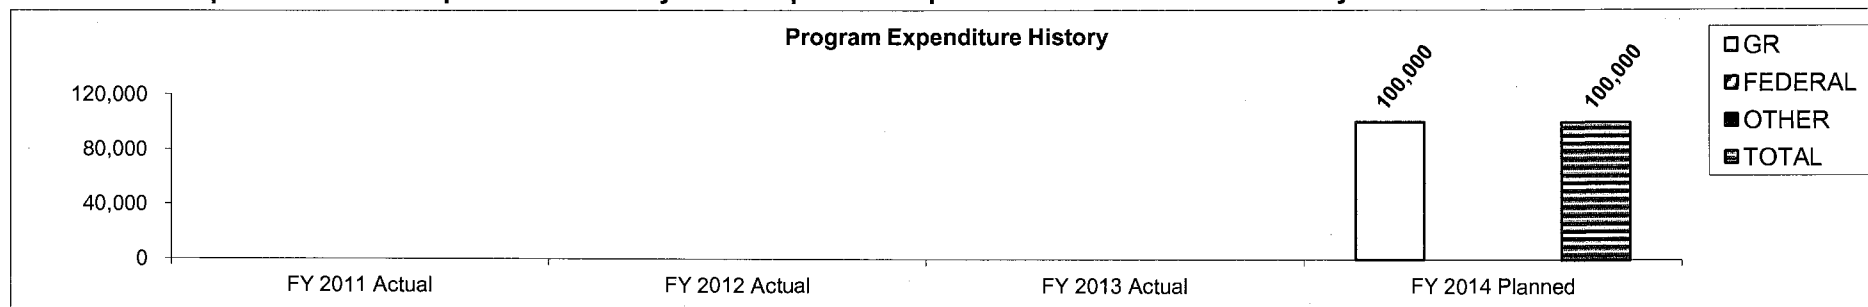 Program Expenditure History
GR
FEDERAL
OTHER
TOTAL
100,000
100,000
120,000
80,000
40,000
0
FY 2011 Actual
FY 2012 Actual
FY 2013 Actual
FY 2014 Planned